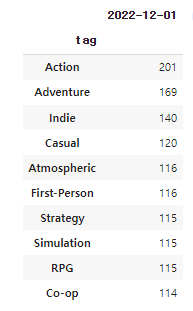 2022-12-01
tag
Action 201
Adventure 169
Indie 140
Casual 120
Atmospheric 116
First-Person 116
Strategy 115
Simulation 115
RPG 115
Co-op 114